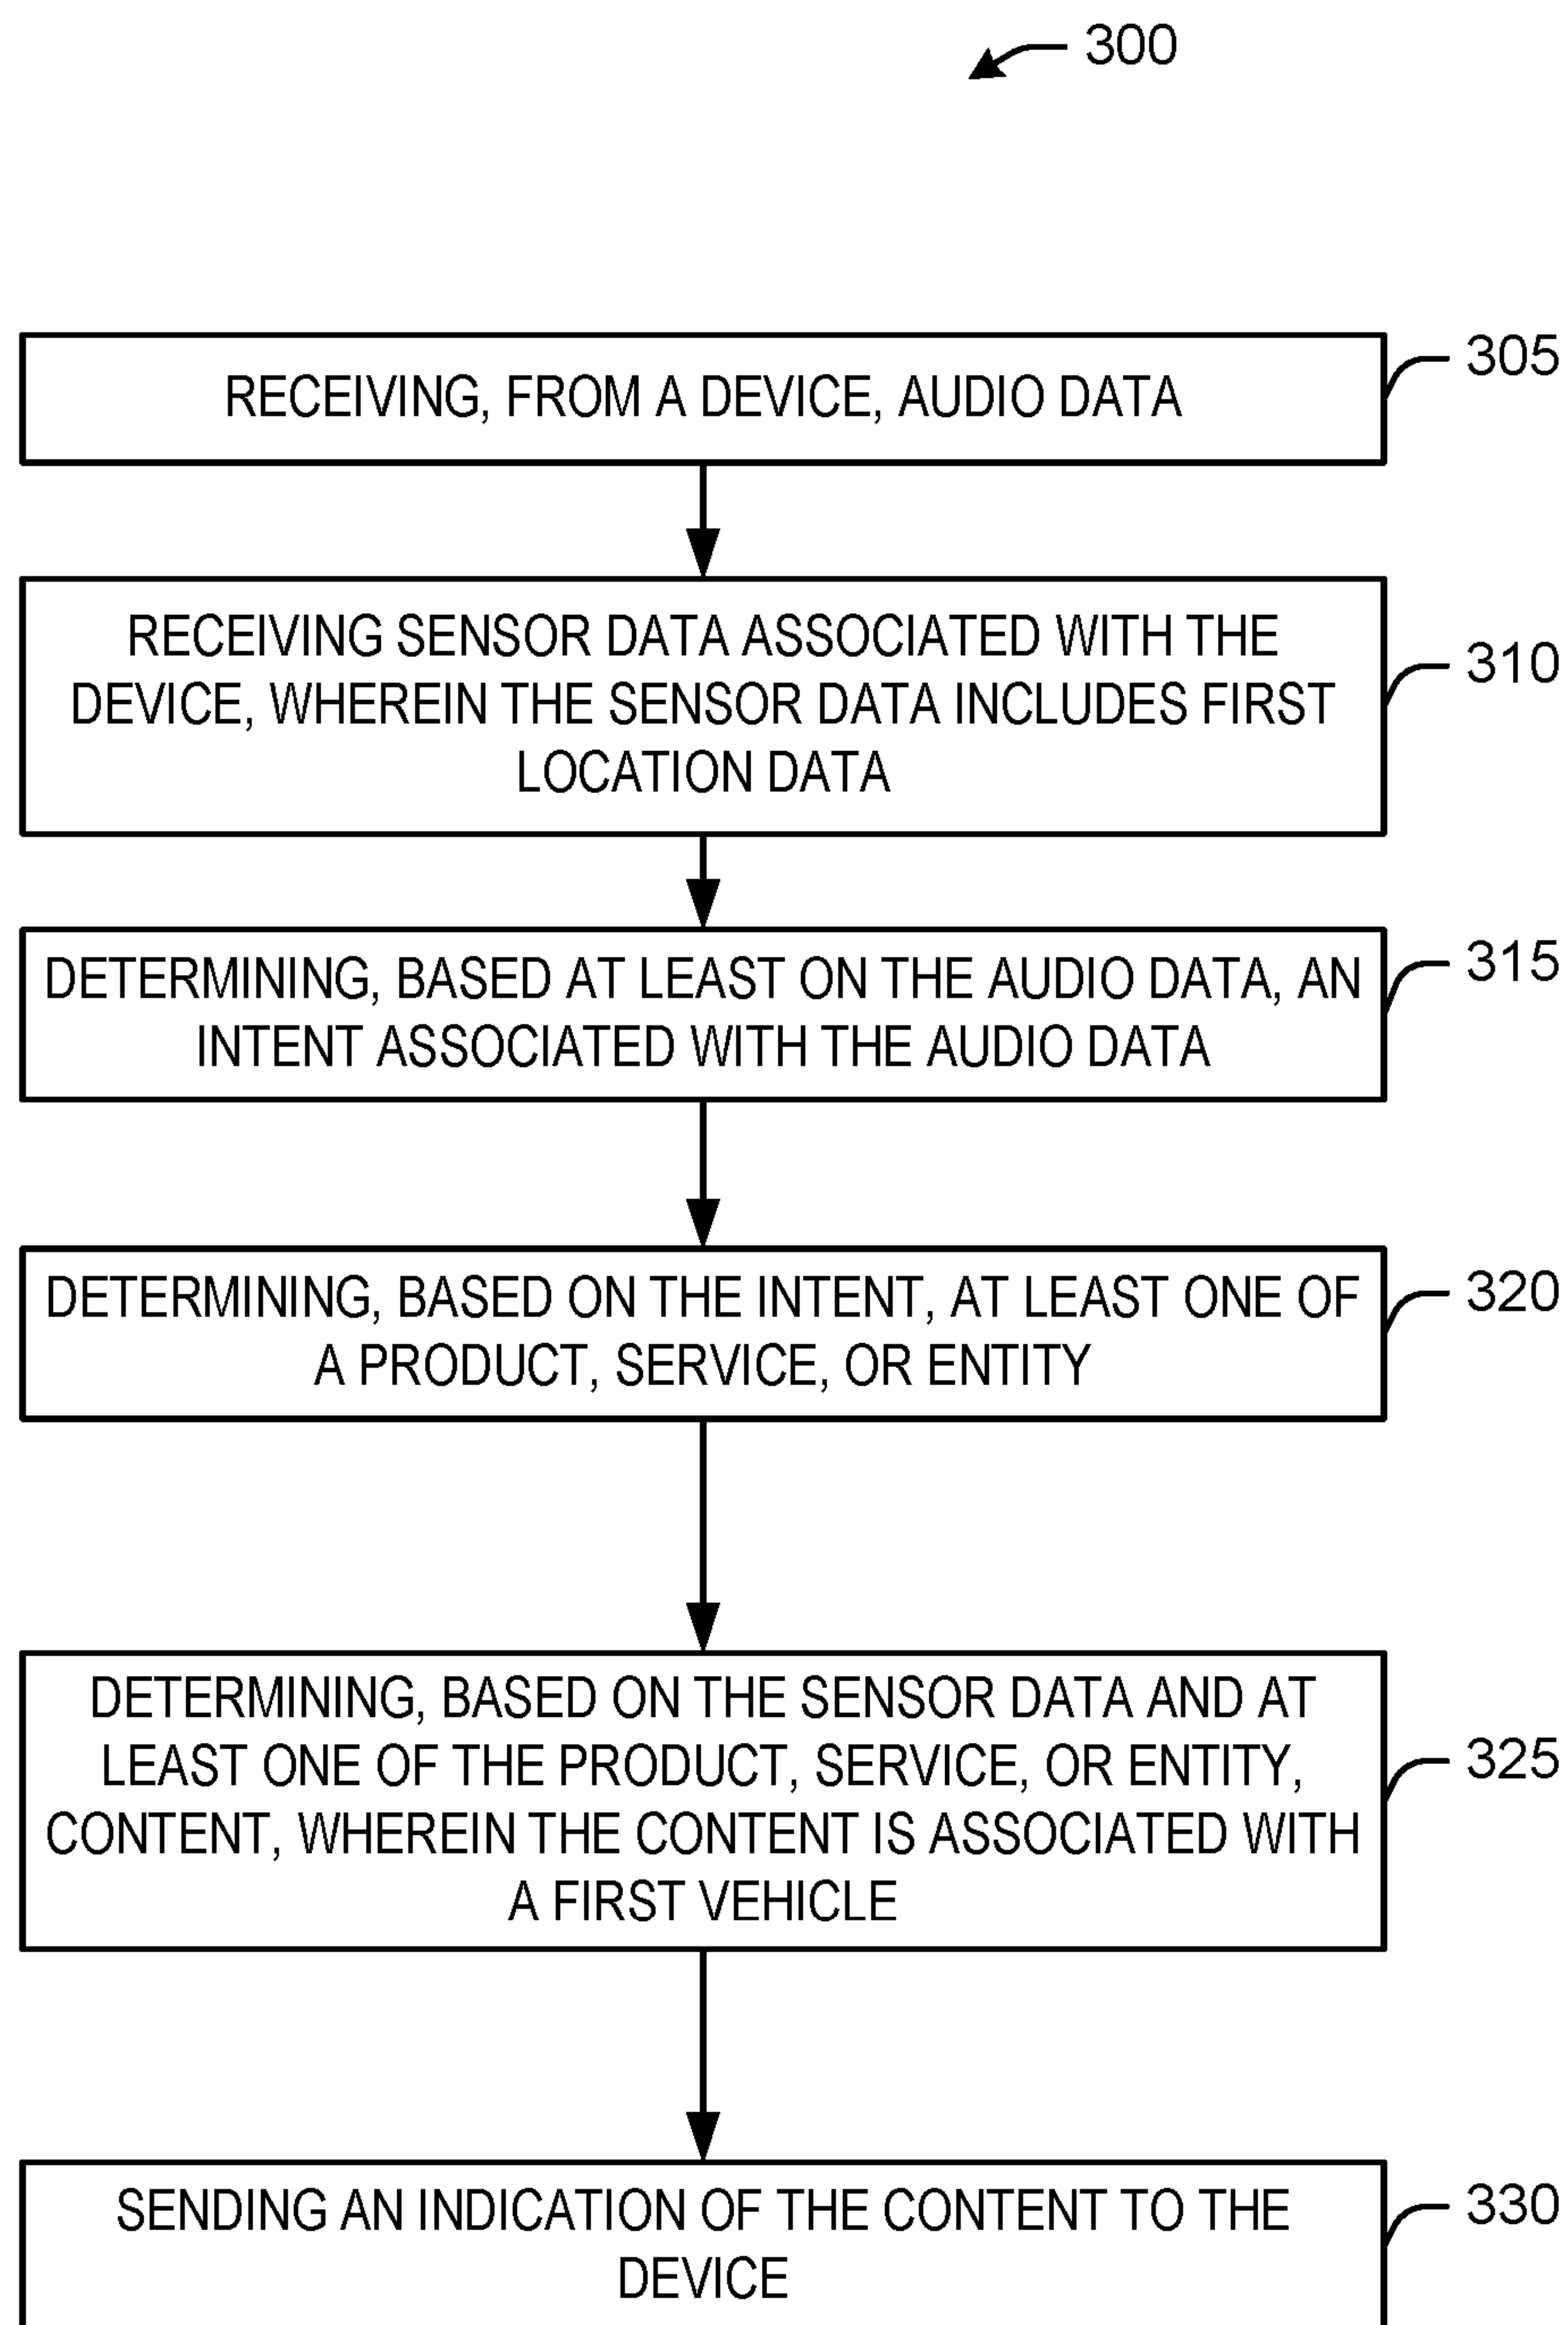 300
RECEIVING, FROM A DEVICE, AUDIO DATA
305
RECEIVING SENSOR DATA ASSOCIATED WITH THE
DEVICE, WHEREIN THE SENSOR DATA INCLUDES FIRST
LOCATION DATA
310
DETERMINING, BASED AT LEAST ON THE AUDIO DATA, AN
INTENT ASSOCIATED WITH THE AUDIO DATA
315
DETERMINING, BASED ON THE INTENT, AT LEAST ONE OF
A PRODUCT, SERVICE, OR ENTITY
320
DETERMINING, BASED ON THE SENSOR DATA AND AT
LEAST ONE OF THE PRODUCT, SERVICE, OR ENTITY,
CONTENT, WHEREIN THE CONTENT IS ASSOCIATED WITH
A FIRST VEHICLE
325
SENDING AN INDICATION OF THE CONTENT TO THE
DEVICE
330